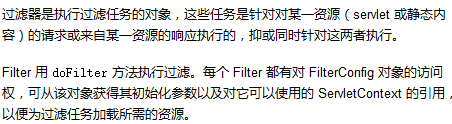 过滤器是执行过滤任务的对象，这些任务是针对对某一资源（servlet 或静态内
容）的请求或来自某一资源的响应执行的，抑或同时针对这两者执行。
Filter 用 doFilter 方法执行过滤。每个 Filter 都有对 FilterConfig 对象的访问
权，可从该对象获得其初始化参数以及对它可以使用的 ServletContext 的引用，
以便为过滤任务加载所需的资源。